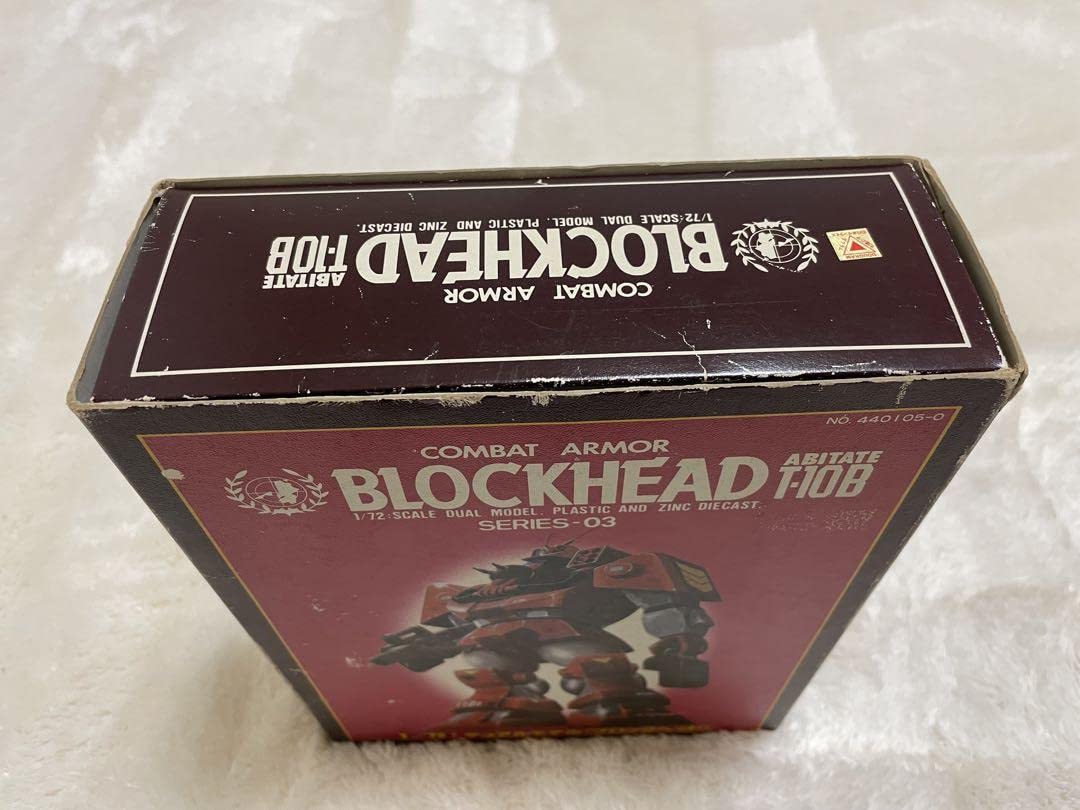 COMBAT ARMOR
BLOCKHEAD
ABITATE
T-10B
1/72:SCALE DUAL MODEL. PLASTIC AND ZINC DIECAST.
DOUGRAM
NO. 440105-0
COMBAT ARMOR
BLOCKHEAD
ABITATE
T-10B
1/72:SCALE DUAL MODEL. PLASTIC AND ZINC DIECAST.
SERIES-03